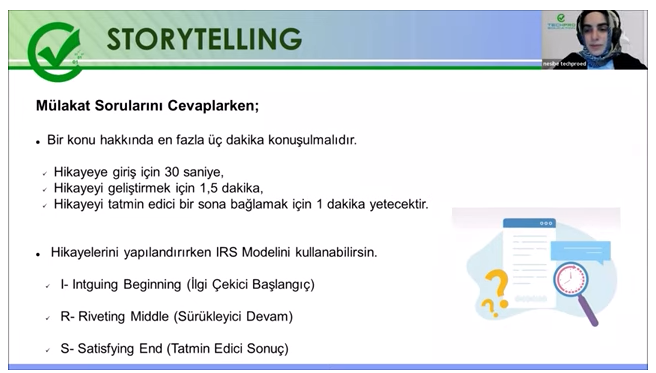 STORYTELLING
nesibe techproed
Mülakat Sorularını Cevaplarken;
Bir konu hakkında en fazla üç dakika konuşulmalıdır.
Hikayeye giriş için 30 saniye,
Hikayeyi geliştirmek için 1,5 dakika,
Hikayeyi tatmin edici bir sona bağlamak için 1 dakika yetecektir.
Hikayelerini yapılandırırken IRS Modelini kullanabilirsin.
I- Intguing Beginning (İlgi Çekici Başlangıç)
R- Riveting Middle (Sürükleyici Devam)
S- Satisfying End (Tatmin Edici Sonuç)